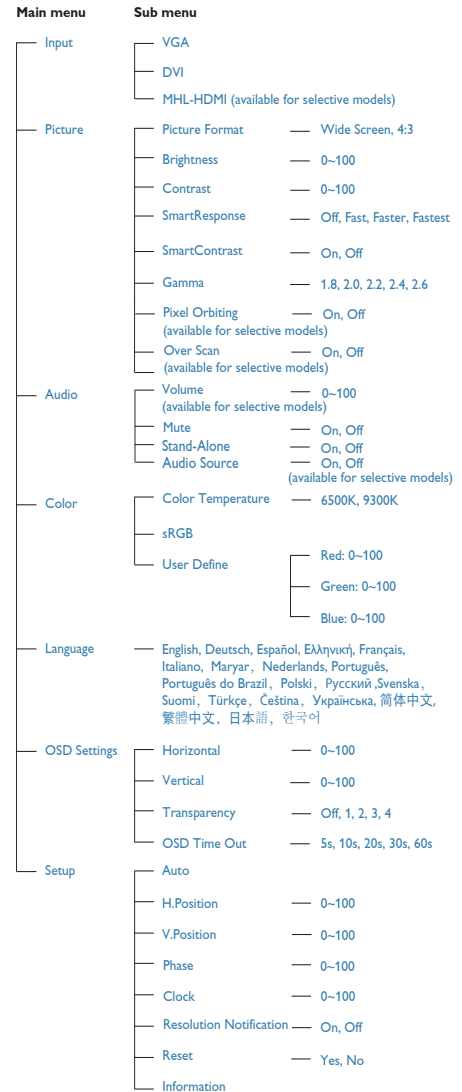 Main menu Sub menu
Input VGA
DVI
MHL-HDMI (available for selective models)
Picture Picture Format Wide Screen, 4:3
Brightness 0~100
Contrast 0~100
SmartResponse Off, Fast, Faster, Fastest
SmartContrast On, Off
Gamma 1.8, 2.0, 2.2, 2.4, 2.6
Pixel Orbiting On, Off
(available for selective models)
Over Scan On, Off
(available for selective models)
Audio Volume 0~100
(available for selective models)
Mute On, Off
Stand-Alone On, Off
Audio Source On, Off
(available for selective models)
Color Color Temperature 6500K, 9300K
sRGB
User Define Red: 0~100
Green: 0~100
Blue: 0~100
Language English, Deutsch, Español, Ελληνική, Français,
Italiano, Maryar, Nederlands, Português,
Português do Brazil, Polski, Русский ,Svenska,
Suomi, Türkçe, Čeština, Українська, 简体中文,
繁體中文, 日本語, 한국어
OSD Settings Horizontal 0~100
Vertical 0~100
Transparency Off, 1, 2, 3, 4
OSD Time Out 5s, 10s, 20s, 30s, 60s
Setup Auto
H.Position 0~100
V.Position 0~100
Phase 0~100
Clock 0~100
Resolution Notification On, Off
Reset Yes, No
Information